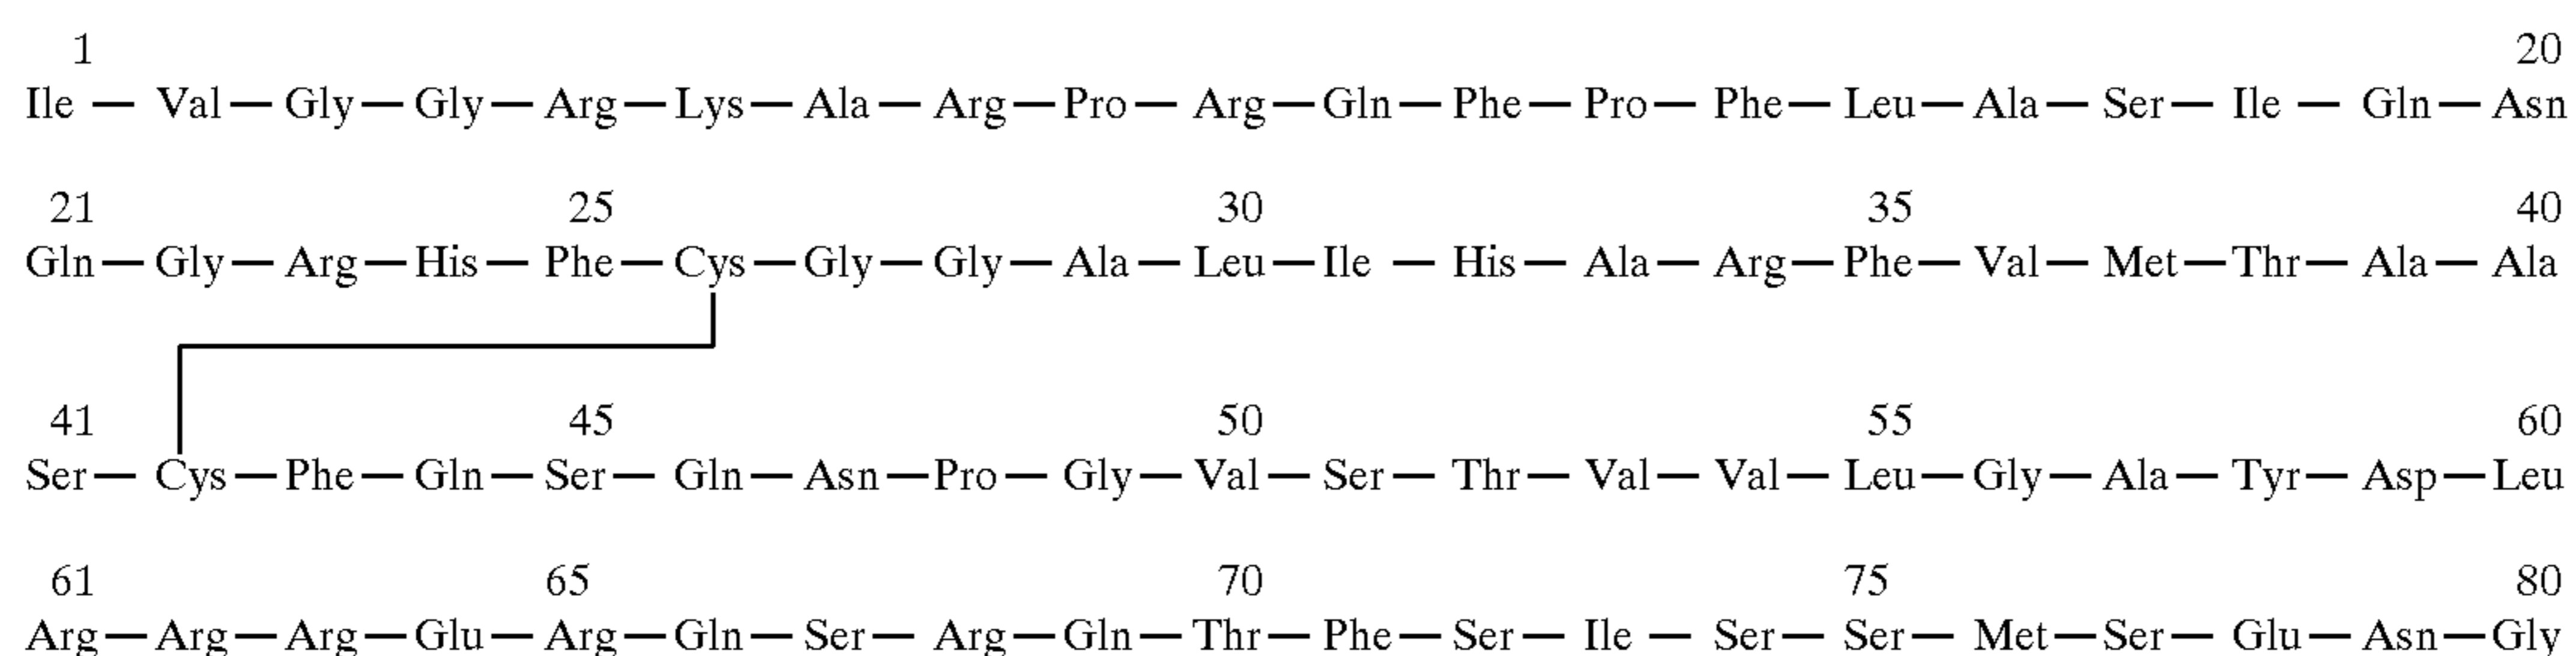 1 20
Ile — Val — Gly — Gly — Arg — Lys — Ala — Arg — Pro — Arg — Gln — Phe — Pro — Phe — Leu — Ala — Ser — Ile — Gln — Asn
21 25 30 35 40
Gln — Gly — Arg — His — Phe — Cys — Gly — Gly — Ala — Leu — Ile — His — Ala — Arg — Phe — Val — Met — Thr — Ala — Ala
41 45 50 55 60
Ser — Cys — Phe — Gln — Ser — Gln — Asn — Pro — Gly — Val — Ser — Thr — Val — Val — Leu — Gly — Ala — Tyr — Asp — Leu
61 65 70 75 80
Arg — Arg — Arg — Glu — Arg — Gln — Ser — Arg — Gln — Thr — Phe — Ser — Ile — Ser — Ser — Met — Ser — Glu — Asn — Gly